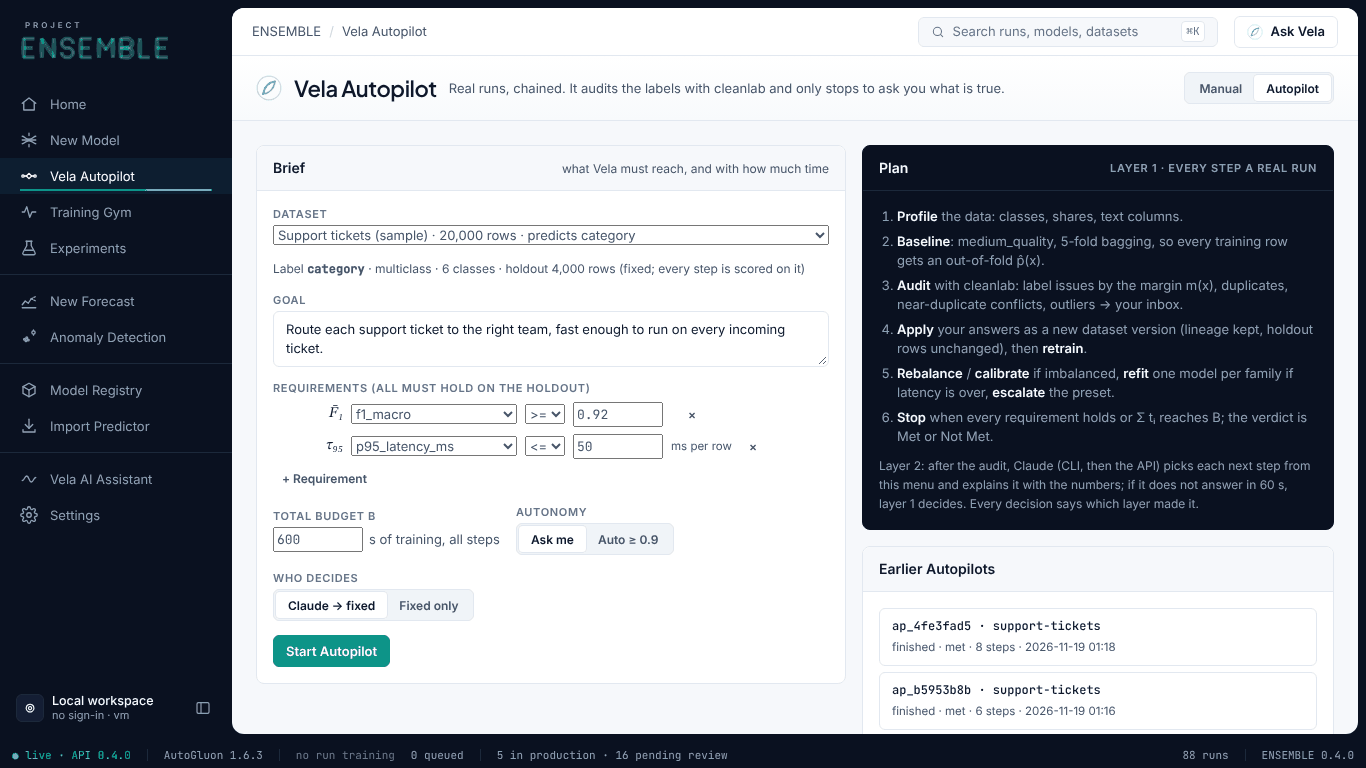 PROJECT
ENSEMBLE
Home
New Model
Vela Autopilot
Training Gym
Experiments
New Forecast
Anomaly Detection
Model Registry
Import Predictor
Vela AI Assistant
Settings
Local workspace
no sign-in · vm
ENSEMBLE / Vela Autopilot
Search runs, models, datasets ⌘K
Ask Vela
Vela Autopilot
Real runs, chained. It audits the labels with cleanlab and only stops to ask you what is true.
Manual Autopilot
Brief
what Vela must reach, and with how much time
DATASET
Support tickets (sample) · 20,000 rows · predicts category
Label category · multiclass · 6 classes · holdout 4,000 rows (fixed; every step is scored on it)
GOAL
Route each support ticket to the right team, fast enough to run on every incoming
ticket.
REQUIREMENTS (ALL MUST HOLD ON THE HOLDOUT)
F̄₁ f1_macro >= 0.92 ×
τ₉₅ p95_latency_ms <= 50 ms per row ×
+ Requirement
TOTAL BUDGET B
600 s of training, all steps
AUTONOMY
Ask me Auto ≥ 0.9
WHO DECIDES
Claude → fixed Fixed only
Start Autopilot
Plan
LAYER 1 · EVERY STEP A REAL RUN
1. Profile the data: classes, shares, text columns.
2. Baseline: medium_quality, 5-fold bagging, so every training row
gets an out-of-fold p̂(x).
3. Audit with cleanlab: label issues by the margin m(x), duplicates,
near-duplicate conflicts, outliers → your inbox.
4. Apply your answers as a new dataset version (lineage kept, holdout
rows unchanged), then retrain.
5. Rebalance / calibrate if imbalanced, refit one model per family if
latency is over, escalate the preset.
6. Stop when every requirement holds or Σ tᵢ reaches B; the verdict is
Met or Not Met.
Layer 2: after the audit, Claude (CLI, then the API) picks each next step from
this menu and explains it with the numbers; if it does not answer in 60 s,
layer 1 decides. Every decision says which layer made it.
Earlier Autopilots
ap_4fe3fad5 · support-tickets
finished · met · 8 steps · 2026-11-19 01:18
ap_b5953b8b · support-tickets
finished · met · 6 steps · 2026-11-19 01:16
live · API 0.4.0 AutoGluon 1.6.3 no run training 0 queued 5 in production · 16 pending review 88 runs ENSEMBLE 0.4.0